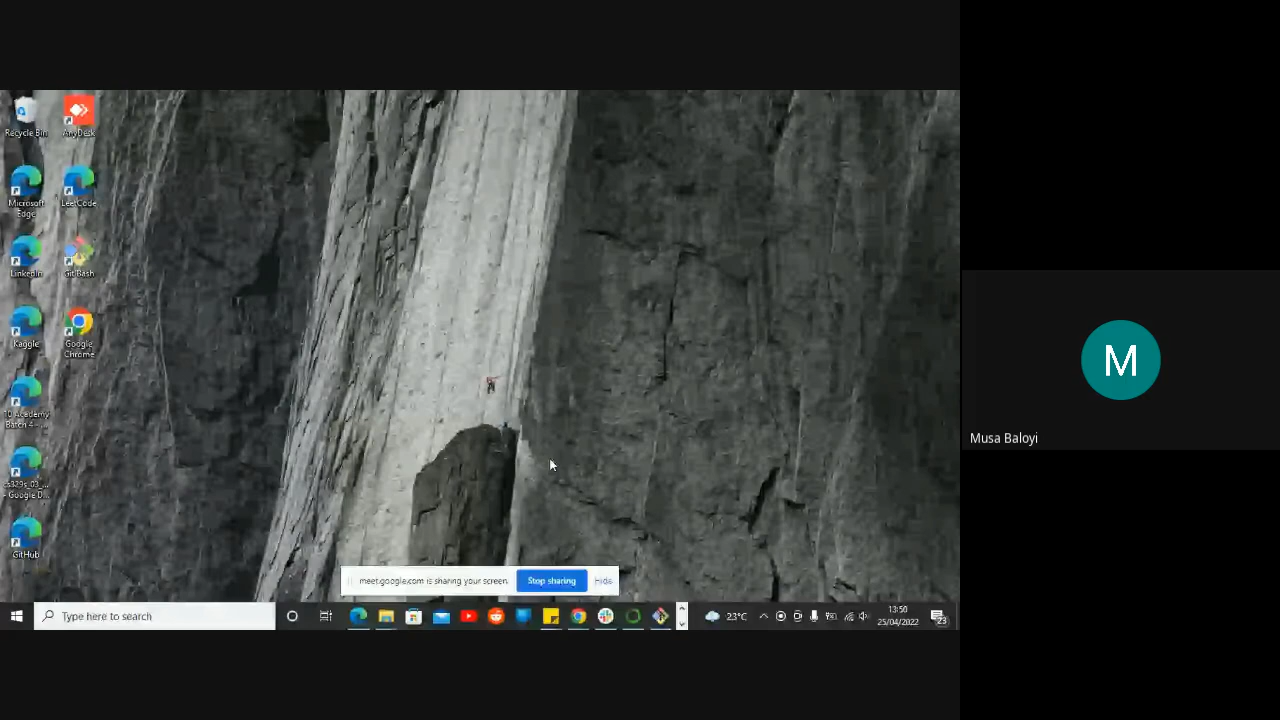 Recycle Bin
AnyDesk
Microsoft
Edge
LeetCode
LinkedIn
Git Bash
Kaggle
Google
Chrome
10 Academy
Batch 4 -...
cs329s_03_...
- Google D...
GitHub
meet.google.com is sharing your screen.
Stop sharing
Hide
Type here to search
23°C
13:50
25/04/2022
23
M
Musa Baloyi